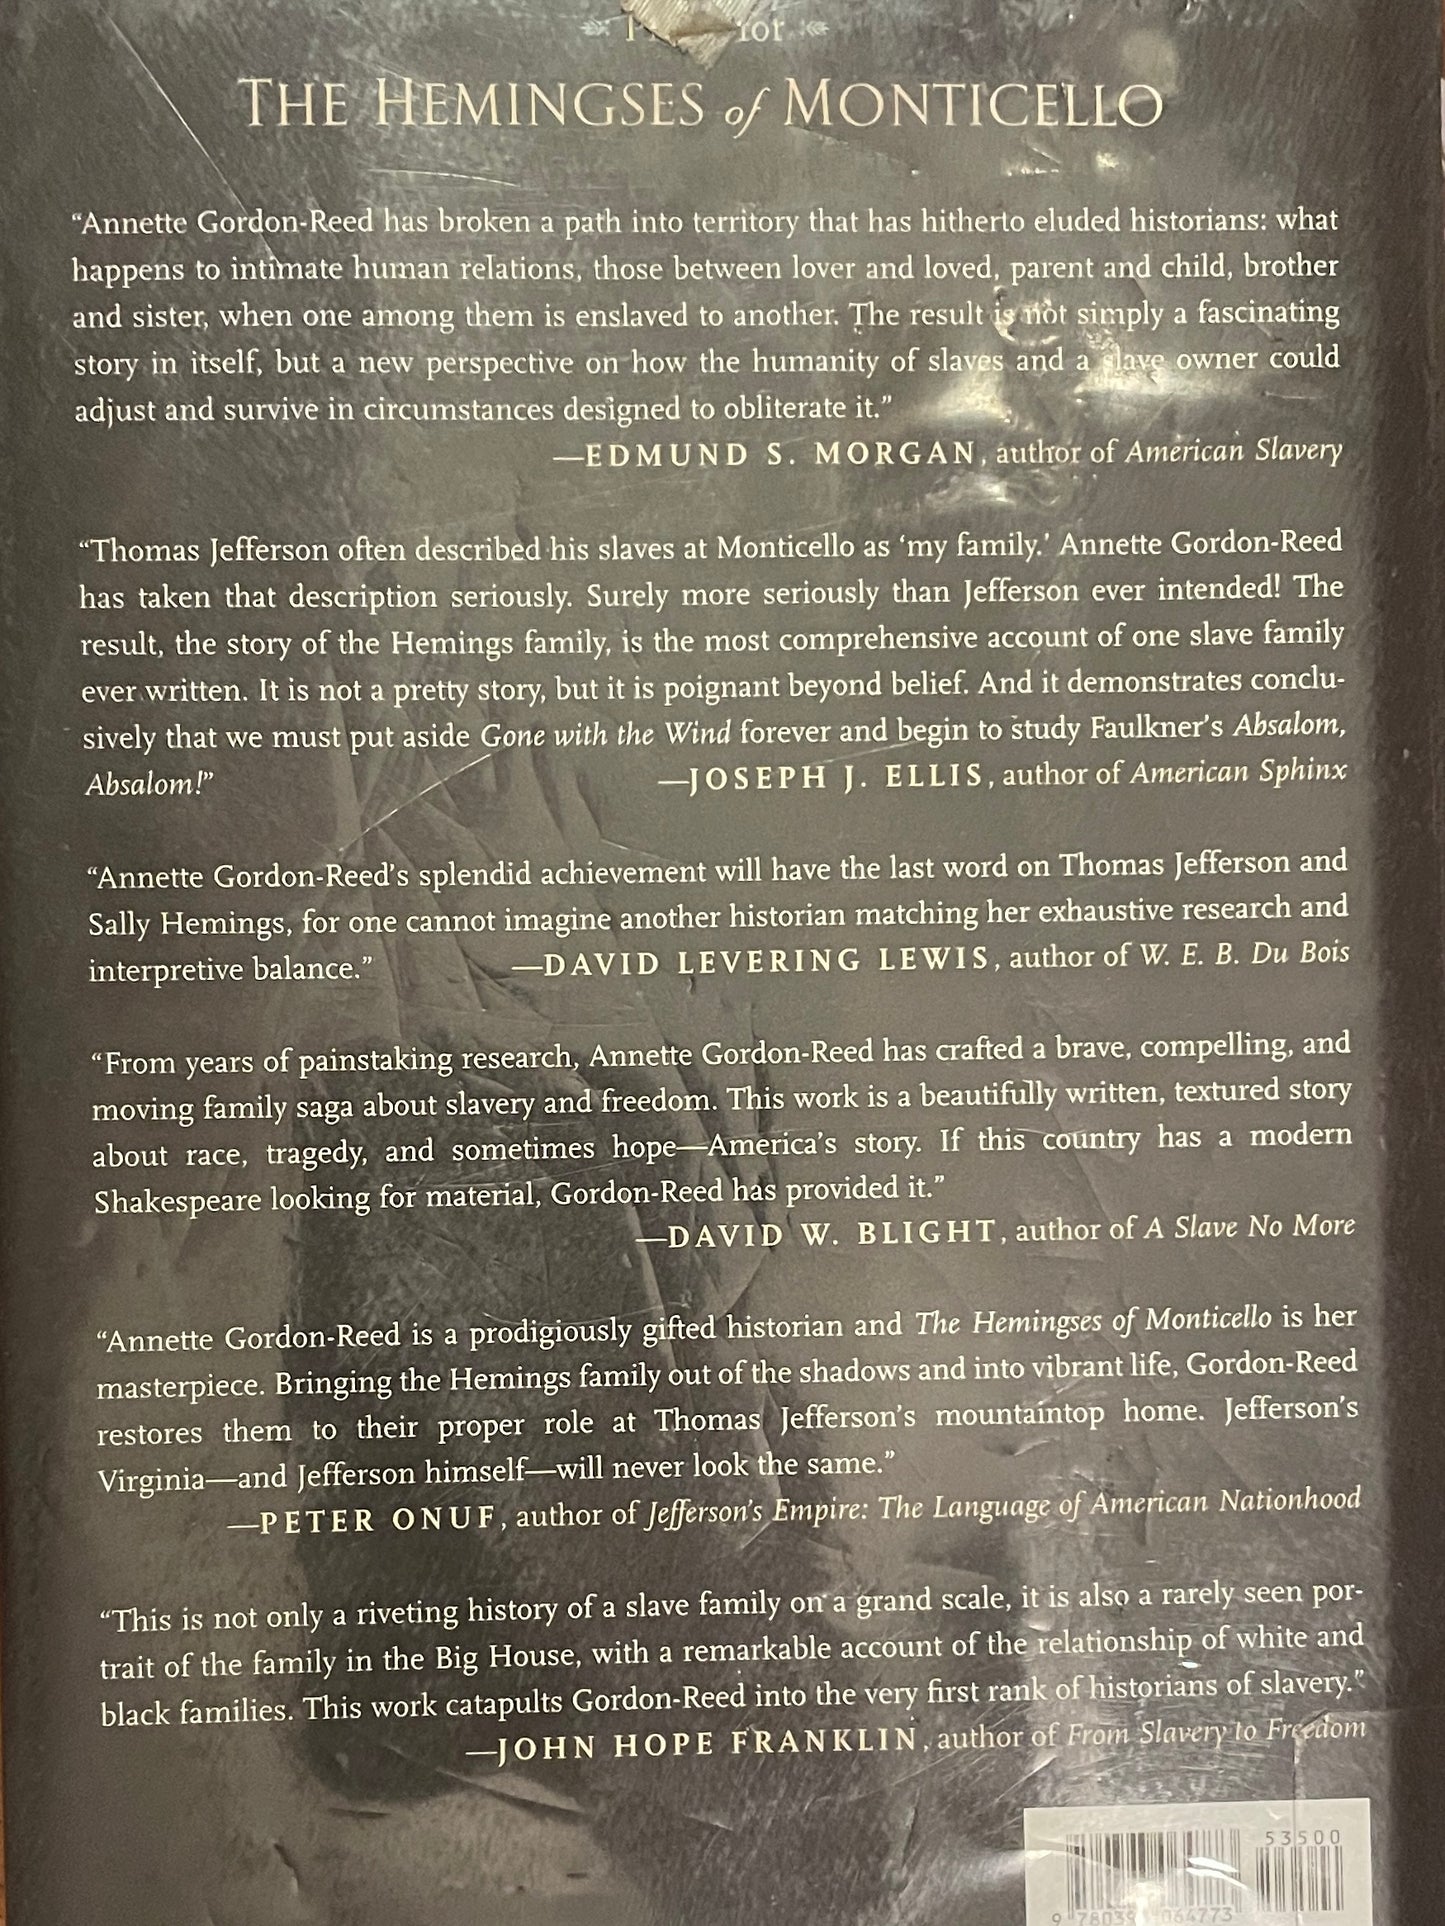 for
THE HEMINGSES of MONTICELLO
“Annette Gordon-Reed has broken a path into territory that has hitherto eluded historians: what
happens to intimate human relations, those between lover and loved, parent and child, brother
and sister, when one among them is enslaved to another. The result is not simply a fascinating
story in itself, but a new perspective on how the humanity of slaves and a slave owner could
adjust and survive in circumstances designed to obliterate it.”
—EDMUND S. MORGAN, author of American Slavery
“Thomas Jefferson often described his slaves at Monticello as ‘my family.’ Annette Gordon-Reed
has taken that description seriously. Surely more seriously than Jefferson ever intended! The
result, the story of the Hemings family, is the most comprehensive account of one slave family
ever written. It is not a pretty story, but it is poignant beyond belief. And it demonstrates conclu-
sively that we must put aside Gone with the Wind forever and begin to study Faulkner’s Absalom,
Absalom!” —JOSEPH J. ELLIS, author of American Sphinx
“Annette Gordon-Reed’s splendid achievement will have the last word on Thomas Jefferson and
Sally Hemings, for one cannot imagine another historian matching her exhaustive research and
interpretive balance.” —DAVID LEVERING LEWIS, author of W. E. B. Du Bois
“From years of painstaking research, Annette Gordon-Reed has crafted a brave, compelling, and
moving family saga about slavery and freedom. This work is a beautifully written, textured story
about race, tragedy, and sometimes hope—America’s story. If this country has a modern
Shakespeare looking for material, Gordon-Reed has provided it.”
—DAVID W. BLIGHT, author of A Slave No More
“Annette Gordon-Reed is a prodigiously gifted historian and The Hemingses of Monticello is her
masterpiece. Bringing the Hemings family out of the shadows and into vibrant life, Gordon-Reed
restores them to their proper role at Thomas Jefferson’s mountaintop home. Jefferson’s
Virginia—and Jefferson himself—will never look the same.”
—PETER ONUF, author of Jefferson’s Empire: The Language of American Nationhood
“This is not only a riveting history of a slave family on a grand scale, it is also a rarely seen por-
trait of the family in the Big House, with a remarkable account of the relationship of white and
black families. This work catapults Gordon-Reed into the very first rank of historians of slavery.”
—JOHN HOPE FRANKLIN, author of From Slavery to Freedom
53500
9